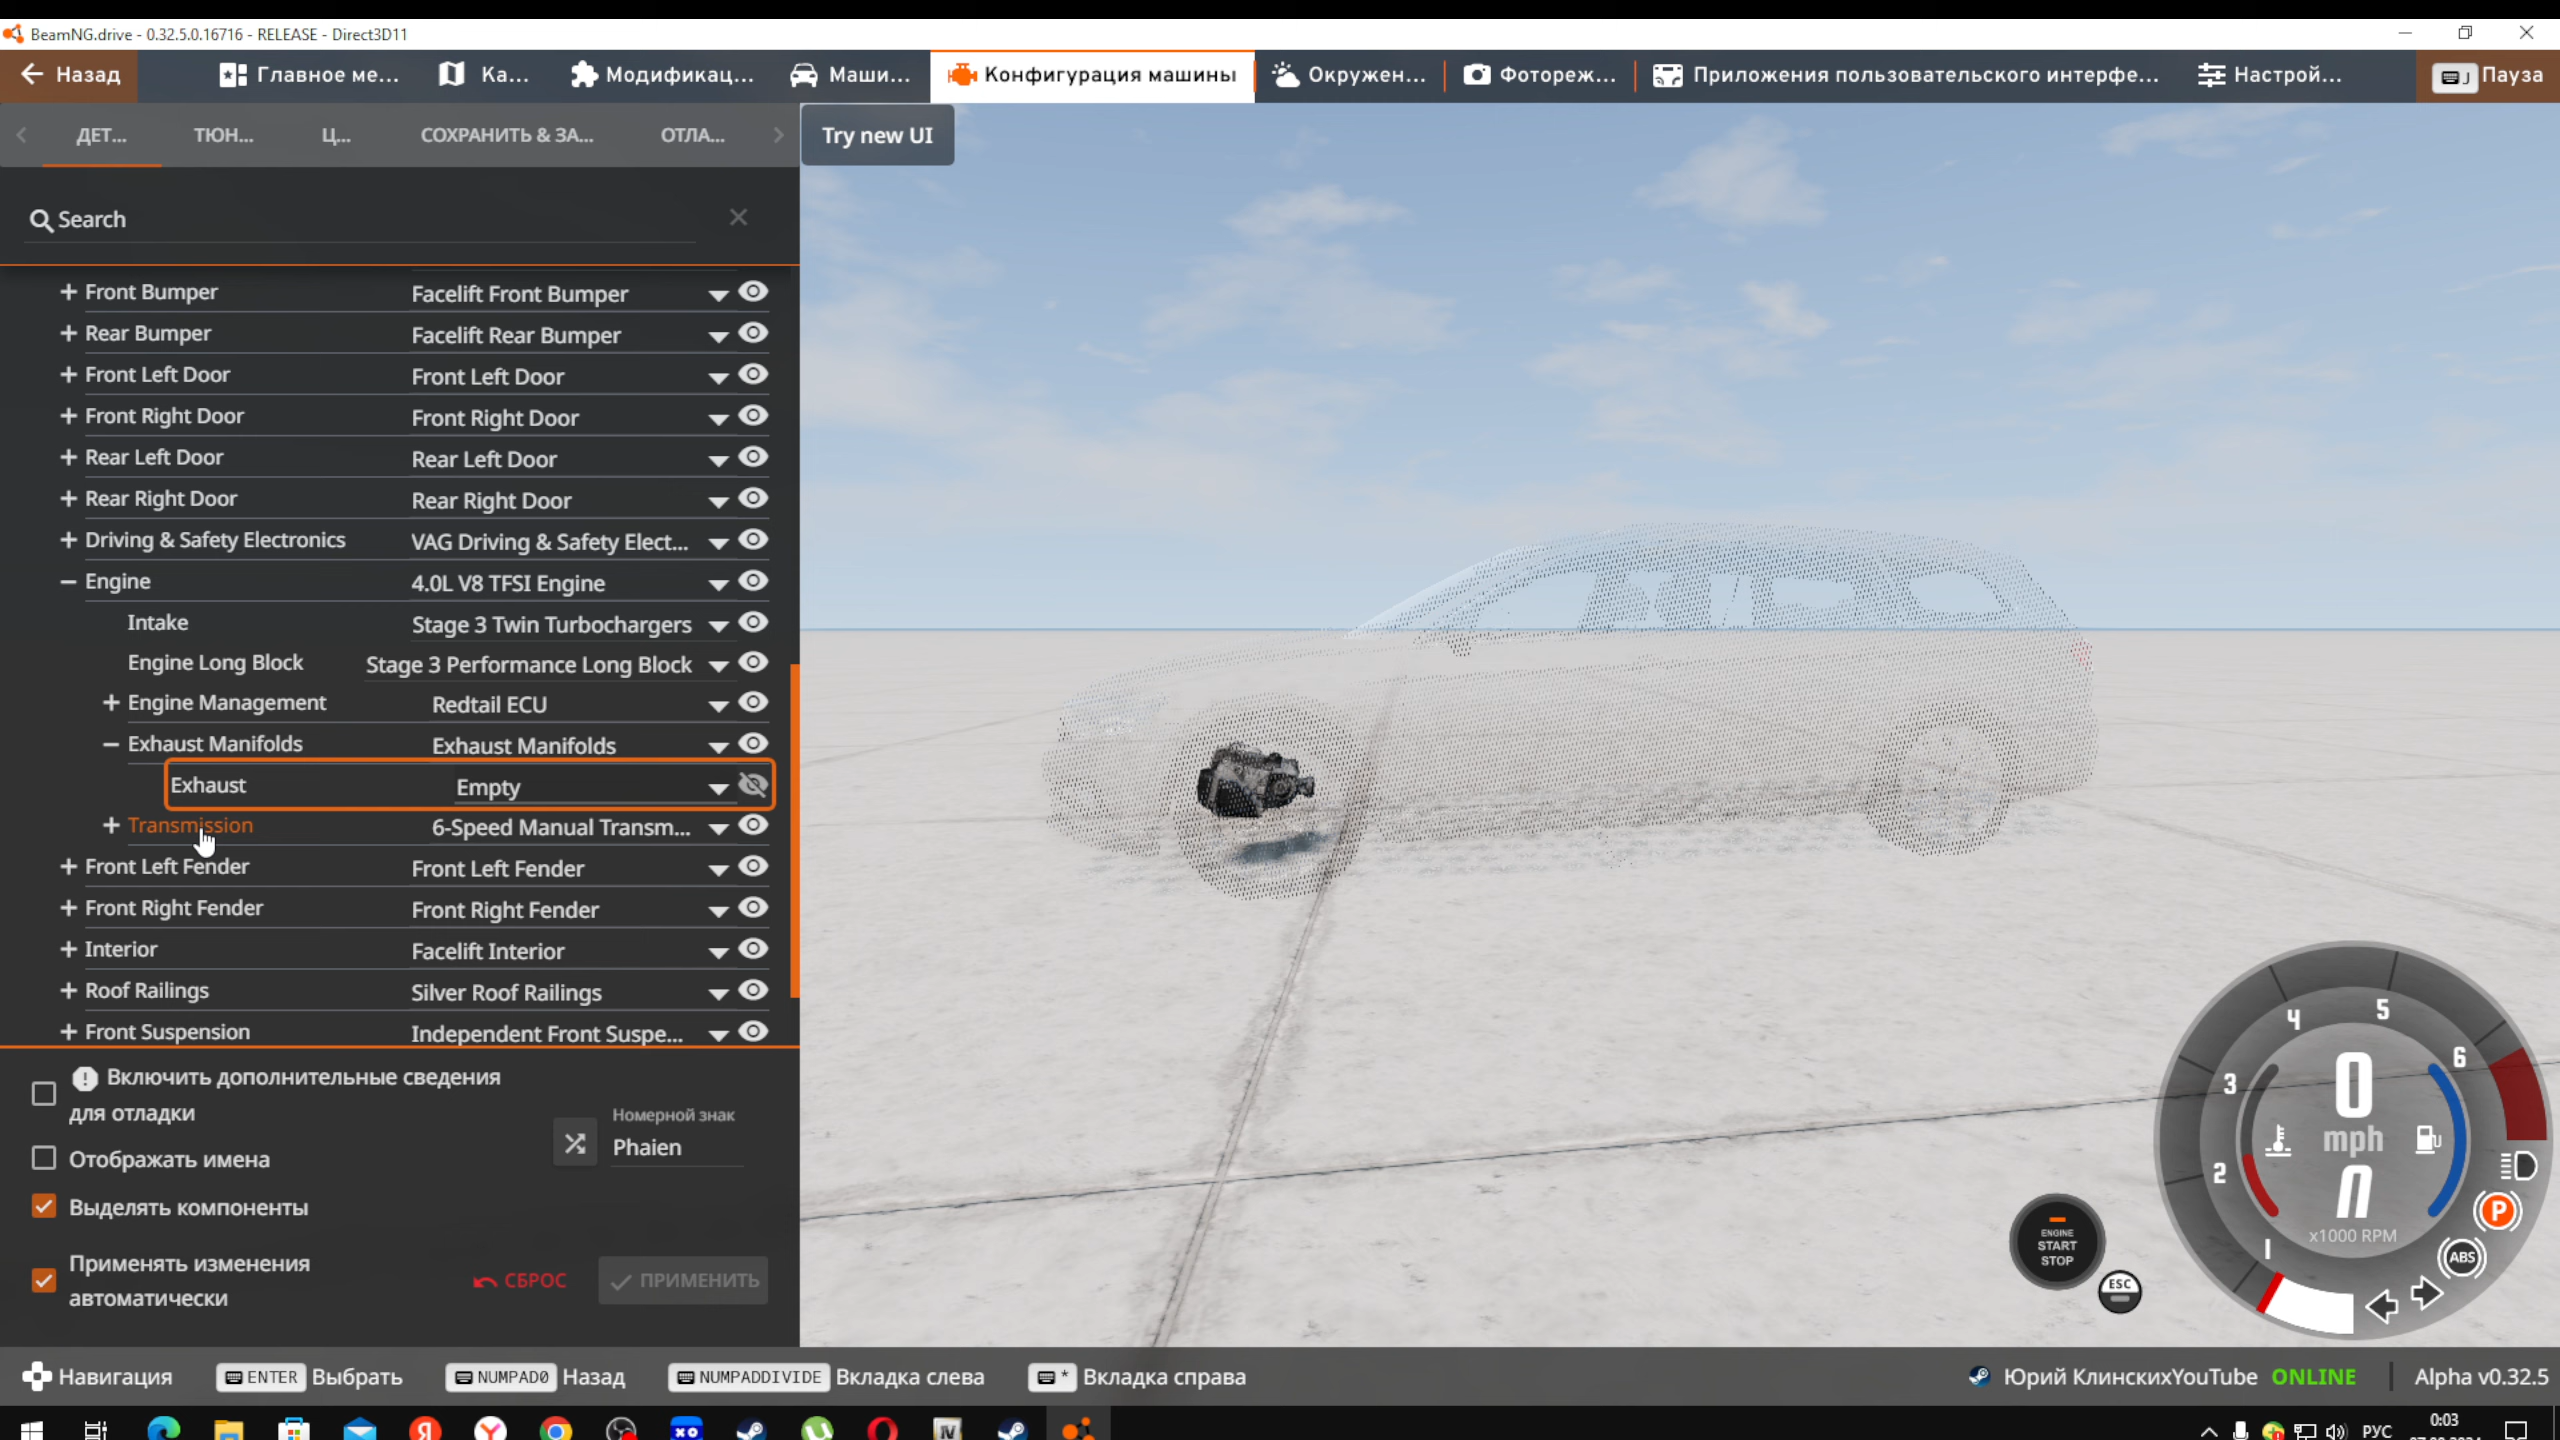 BeamNG.drive - 0.32.5.0.16716 - RELEASE - Direct3D11
Назад
Главное ме...
Ка...
Модификац...
Маши...
Конфигурация машины
Окружен...
Фотореж...
Приложения пользовательского интерфе...
Настрой...
J Пауза
ДЕТ...
ТЮН...
Ц...
СОХРАНИТЬ & ЗА...
ОТЛА...
Try new UI
Search
Front Bumper Facelift Front Bumper
Rear Bumper Facelift Rear Bumper
Front Left Door Front Left Door
Front Right Door Front Right Door
Rear Left Door Rear Left Door
Rear Right Door Rear Right Door
Driving & Safety Electronics VAG Driving & Safety Elect...
Engine 4.0L V8 TFSI Engine
Intake Stage 3 Twin Turbochargers
Engine Long Block Stage 3 Performance Long Block
Engine Management Redtail ECU
Exhaust Manifolds Exhaust Manifolds
Exhaust Empty
Transmission 6-Speed Manual Transm...
Front Left Fender Front Left Fender
Front Right Fender Front Right Fender
Interior Facelift Interior
Roof Railings Silver Roof Railings
Front Suspension Independent Front Suspe...
Включить дополнительные сведения
для отладки
Номерной знак
Phaien
Отображать имена
Выделять компоненты
Применять изменения
автоматически
СБРОС
ПРИМЕНИТЬ
1
2
3
4
5
6
0
mph
n
x1000 RPM
P
ABS
ENGINE
START
STOP
ESC
Навигация
ENTER Выбрать
NUMPAD0 Назад
NUMPADDIVIDE Вкладка слева
* Вкладка справа
Юрий КлинскихYouTube ONLINE
Alpha v0.32.5
РУС
0:03